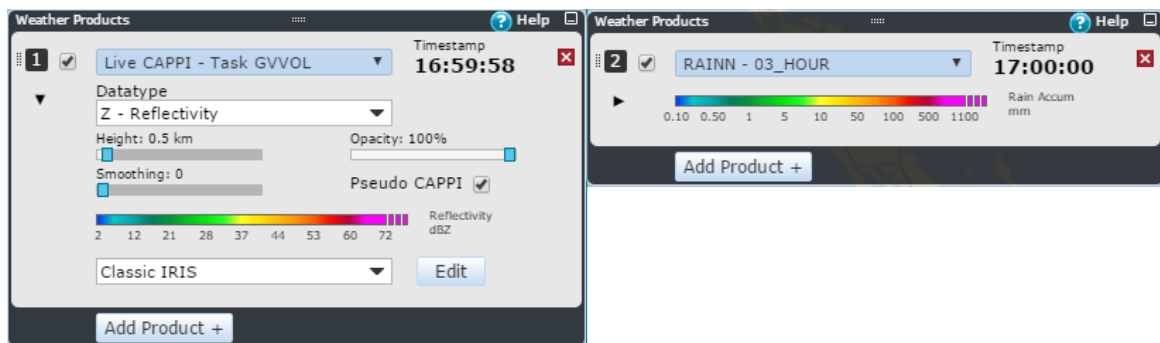 Weather Products
Help
1
Live CAPPI - Task GVVOL
Timestamp
16:59:58
Datatype
Z - Reflectivity
Height: 0.5 km
Opacity: 100%
Smoothing: 0
Pseudo CAPPI
Reflectivity
dBZ
2 12 21 28 37 44 53 60 72
Classic IRIS
Edit
Add Product +
Weather Products
Help
2
RAINN - 03_HOUR
Timestamp
17:00:00
Rain Accum
mm
0.10 0.50 1 5 10 50 100 500 1100
Add Product +